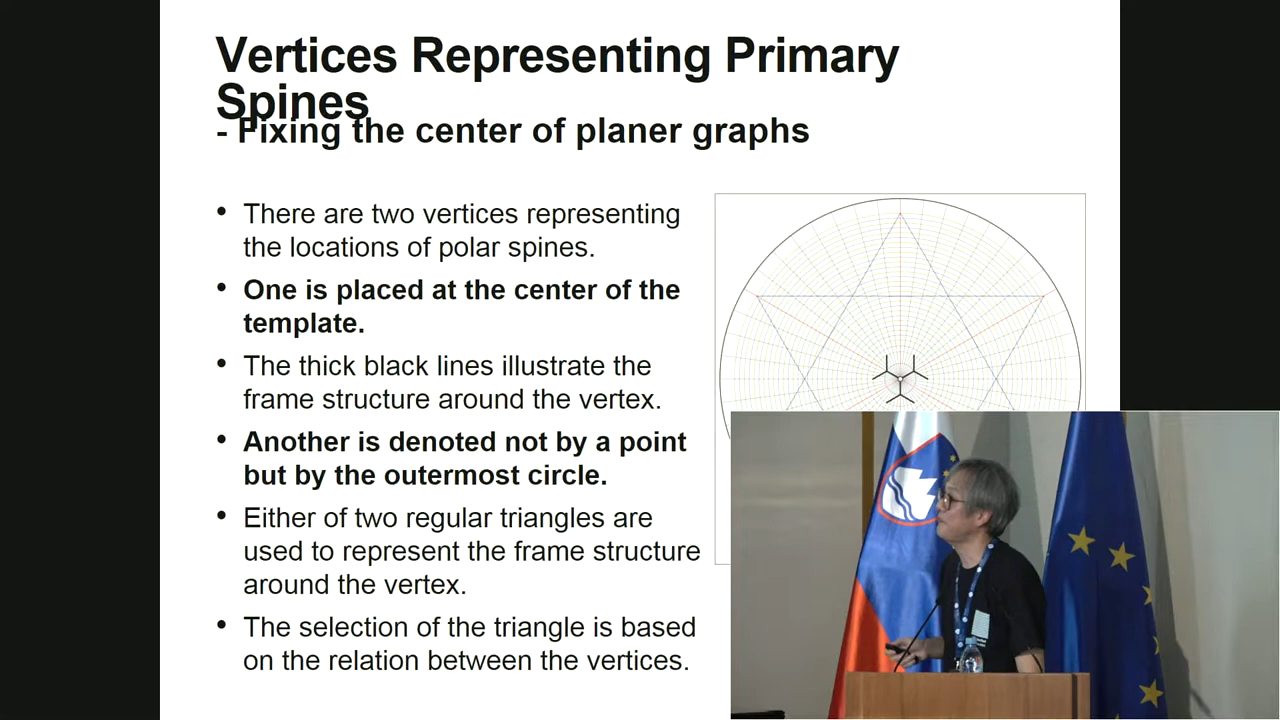 Vertices Representing Primary
Spines
- Fixing the center of planer graphs
• There are two vertices representing
the locations of polar spines.
• One is placed at the center of the
template.
• The thick black lines illustrate the
frame structure around the vertex.
• Another is denoted not by a point
but by the outermost circle.
• Either of two regular triangles are
used to represent the frame structure
around the vertex.
• The selection of the triangle is based
on the relation between the vertices.